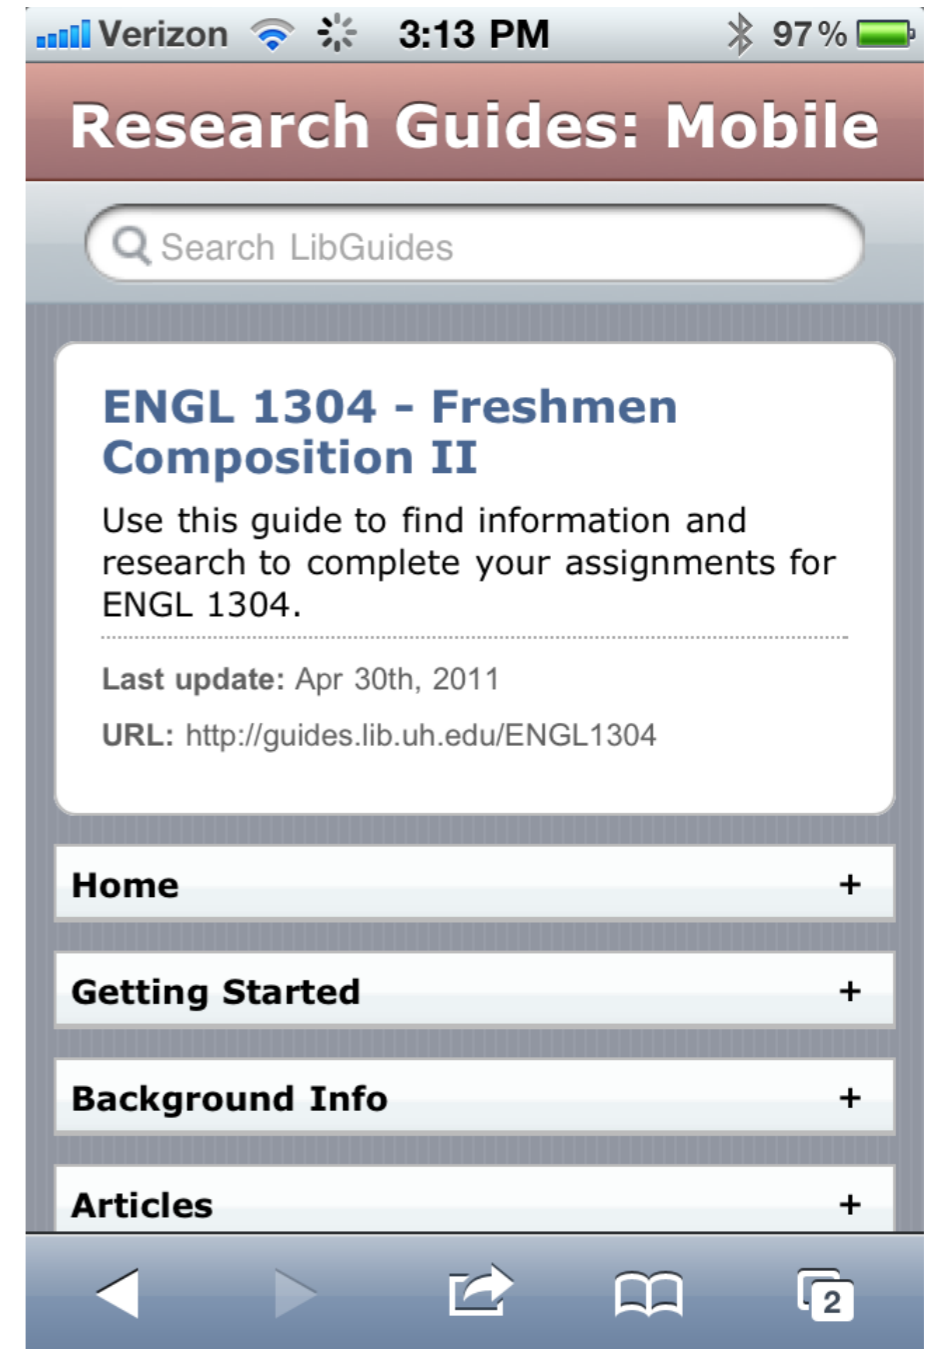 Verizon 3:13 PM 97%
Research Guides: Mobile
Search LibGuides
ENGL 1304 - Freshmen
Composition II
Use this guide to find information and
research to complete your assignments for
ENGL 1304.
Last update: Apr 30th, 2011
URL: http://guides.lib.uh.edu/ENGL1304
Home +
Getting Started +
Background Info +
Articles +
2